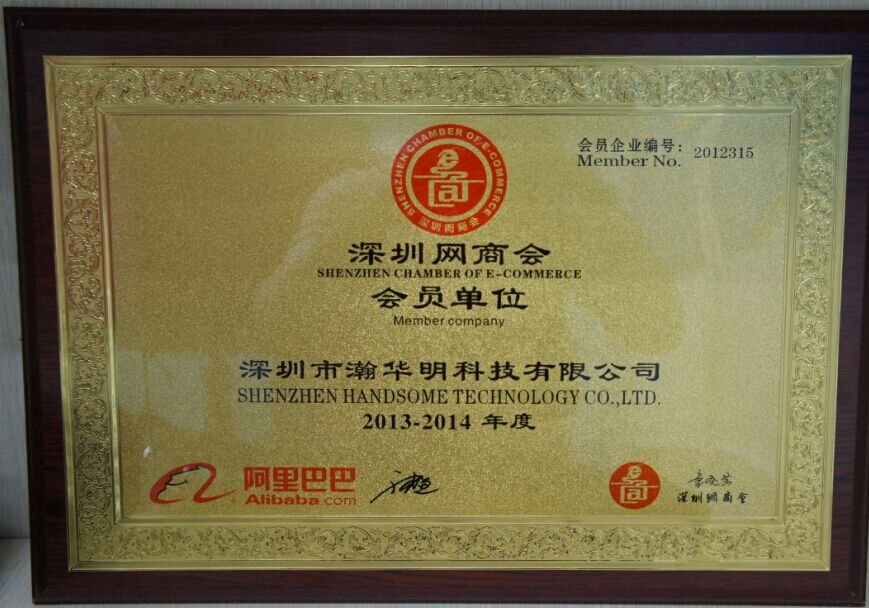 会员企业编号：
Member No. 2012315
SHENZHEN CHAMBER OF E-COMMERCE
深圳网商会
深圳网商会
SHENZHEN CHAMBER OF E-COMMERCE
会员单位
Member company
深圳市瀚华明科技有限公司
SHENZHEN HANDSOME TECHNOLOGY CO.,LTD.
2013-2014 年度
阿里巴巴
Alibaba.com
深圳网商会